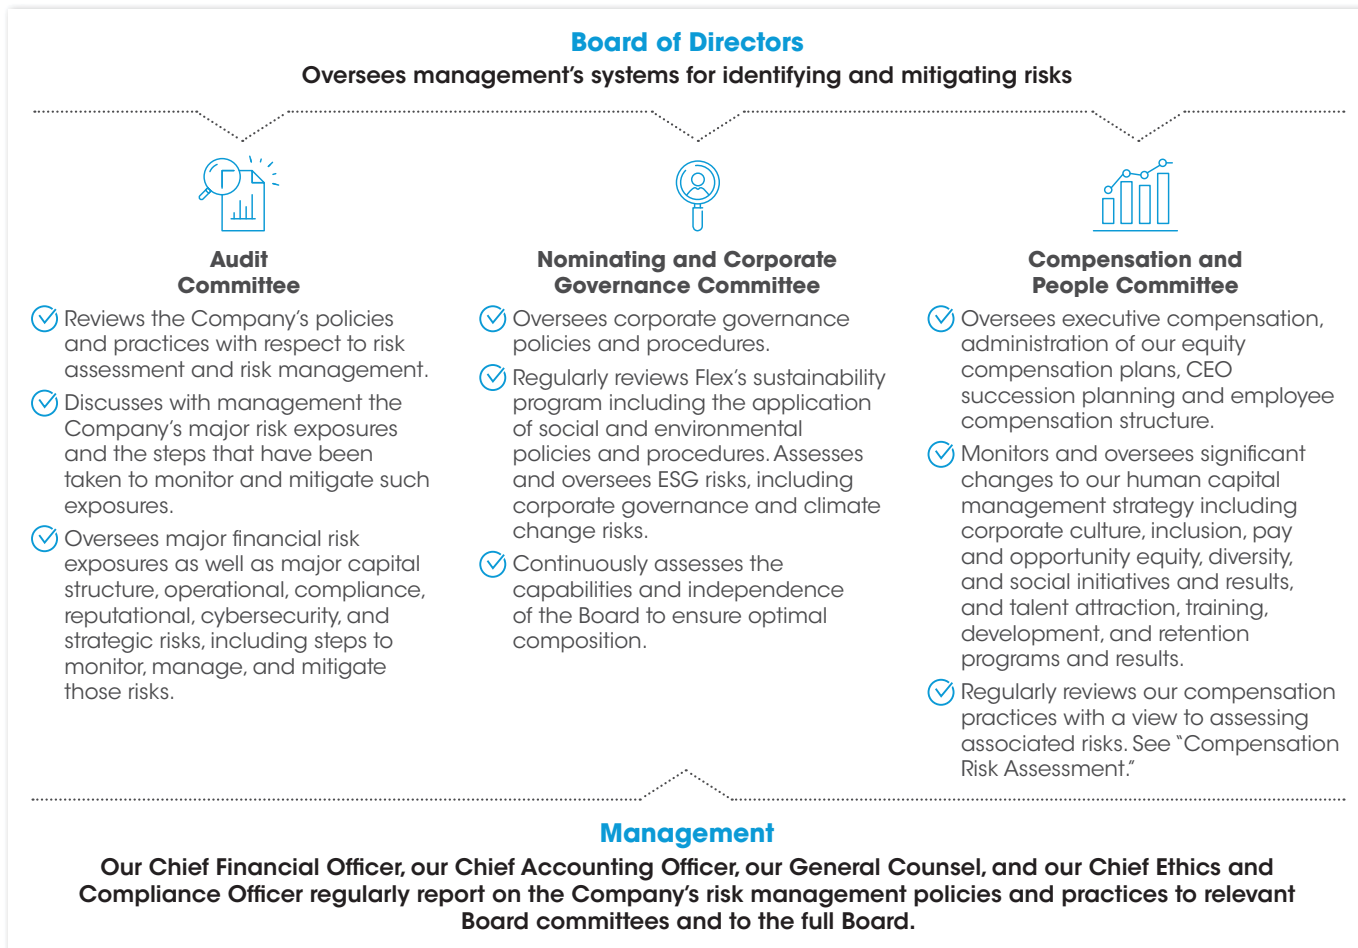 Board of Directors
Oversees management’s systems for identifying and mitigating risks
Audit
Committee
Reviews the Company’s policies
and practices with respect to risk
assessment and risk management.
Discusses with management the
Company’s major risk exposures
and the steps that have been
taken to monitor and mitigate such
exposures.
Oversees major financial risk
exposures as well as major capital
structure, operational, compliance,
reputational, cybersecurity, and
strategic risks, including steps to
monitor, manage, and mitigate
those risks.
Nominating and Corporate
Governance Committee
Oversees corporate governance
policies and procedures.
Regularly reviews Flex’s sustainability
program including the application
of social and environmental
policies and procedures. Assesses
and oversees ESG risks, including
corporate governance and climate
change risks.
Continuously assesses the
capabilities and independence
of the Board to ensure optimal
composition.
Compensation and
People Committee
Oversees executive compensation,
administration of our equity
compensation plans, CEO
succession planning and employee
compensation structure.
Monitors and oversees significant
changes to our human capital
management strategy including
corporate culture, inclusion, pay
and opportunity equity, diversity,
and social initiatives and results,
and talent attraction, training,
development, and retention
programs and results.
Regularly reviews our compensation
practices with a view to assessing
associated risks. See “Compensation
Risk Assessment.”
Management
Our Chief Financial Officer, our Chief Accounting Officer, our General Counsel, and our Chief Ethics and
Compliance Officer regularly report on the Company’s risk management policies and practices to relevant
Board committees and to the full Board.